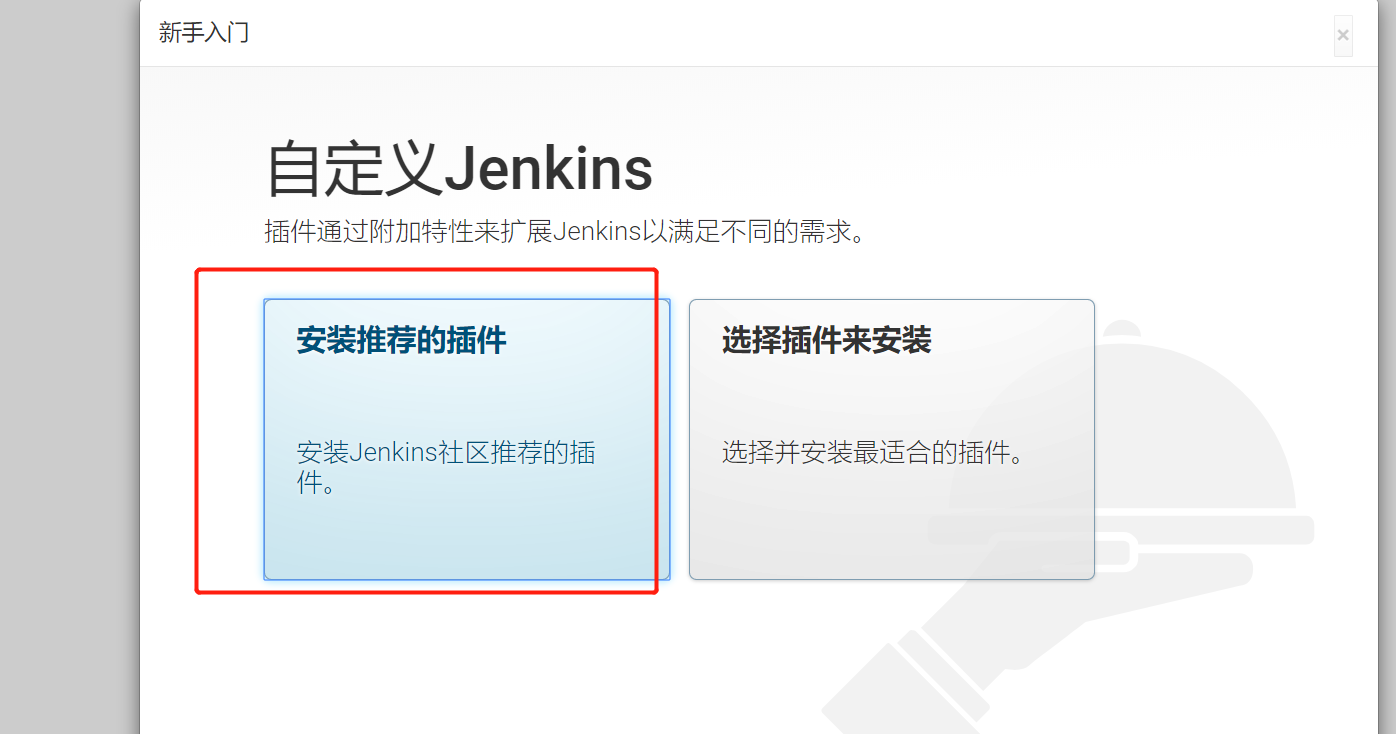 新手入门
×
自定义Jenkins
插件通过附加特性来扩展Jenkins以满足不同的需求。
安装推荐的插件
安装Jenkins社区推荐的插
件。
选择插件来安装
选择并安装最适合的插件。